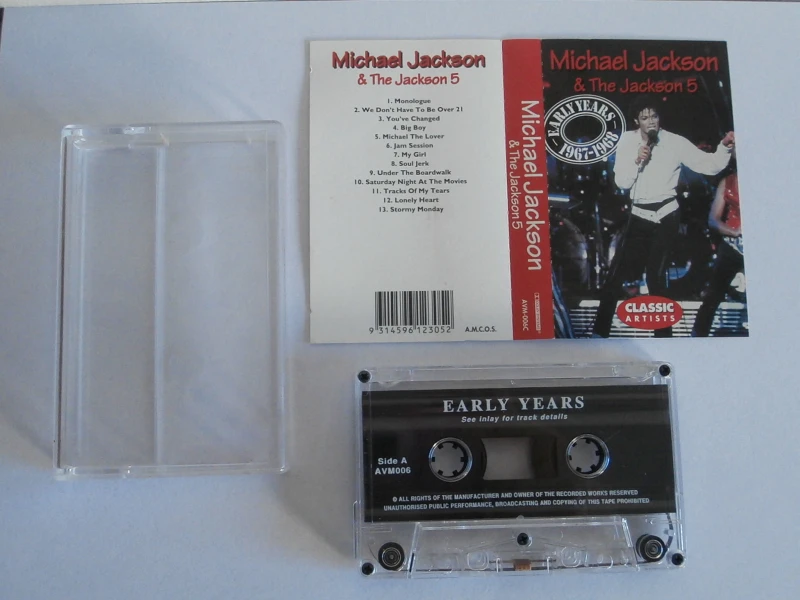 Michael Jackson
& The Jackson 5
1. Monologue
2. We Don't Have To Be Over 21
3. You've Changed
4. Big Boy
5. Michael The Lover
6. Jam Session
7. My Girl
8. Soul Jerk
9. Under The Boardwalk
10. Saturday Night At The Movies
11. Tracks Of My Tears
12. Lonely Heart
13. Stormy Monday
9 314596 123052
A.M.C.O.S.
Michael Jackson
& The Jackson 5
AVM-006C
Michael Jackson
& The Jackson 5
EARLY YEARS
1967-1968
CLASSIC
ARTISTS
EARLY YEARS
See inlay for track details
Side A
AVM006
ALL RIGHTS OF THE MANUFACTURER AND OWNER OF THE RECORDED WORKS RESERVED
UNAUTHORISED PUBLIC PERFORMANCE, BROADCASTING AND COPYING OF THIS TAPE PROHIBITED